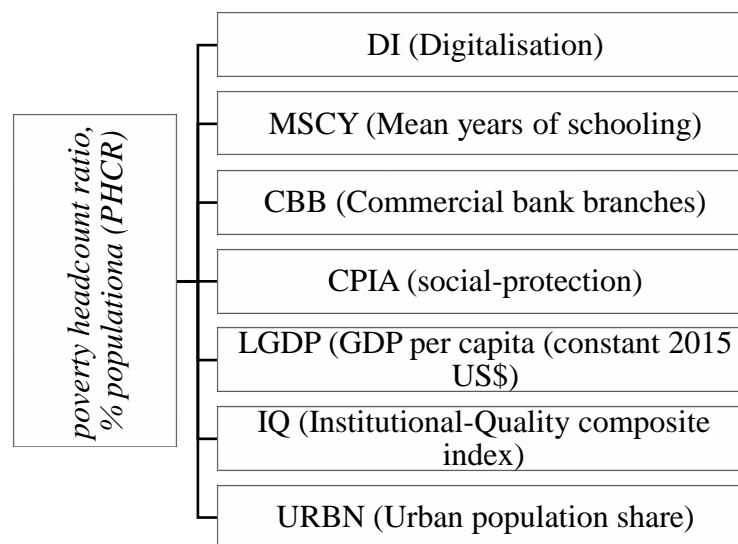 poverty headcount ratio,
% populationa (PHCR)
DI (Digitalisation)
MSCY (Mean years of schooling)
CBB (Commercial bank branches)
CPIA (social-protection)
LGDP (GDP per capita (constant 2015
US$)
IQ (Institutional-Quality composite
index)
URBN (Urban population share)